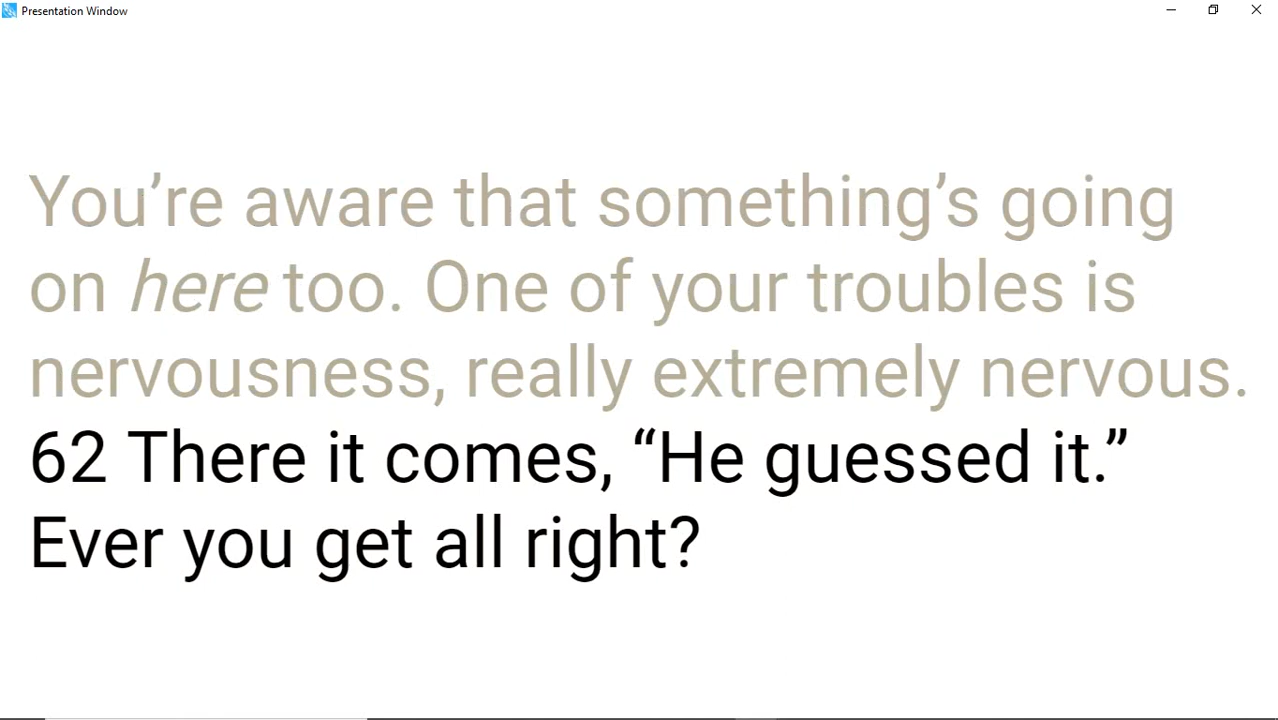 Presentation Window
You’re aware that something’s going
on here too. One of your troubles is
nervousness, really extremely nervous.
62 There it comes, “He guessed it.”
Ever you get all right?